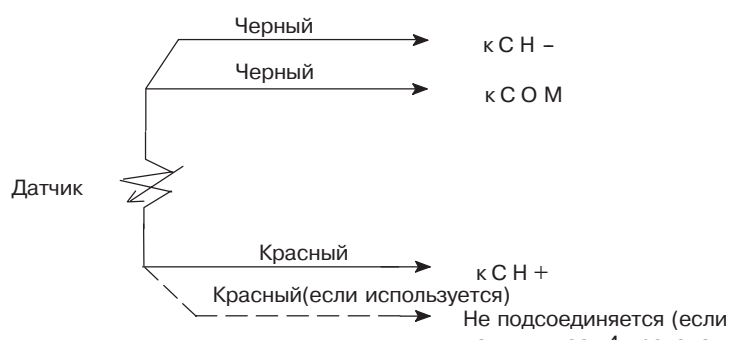 Черный
к С Н –
Черный
к С О М
Датчик
Красный
к С Н +
Красный(если используется)
Не подсоединяется (если